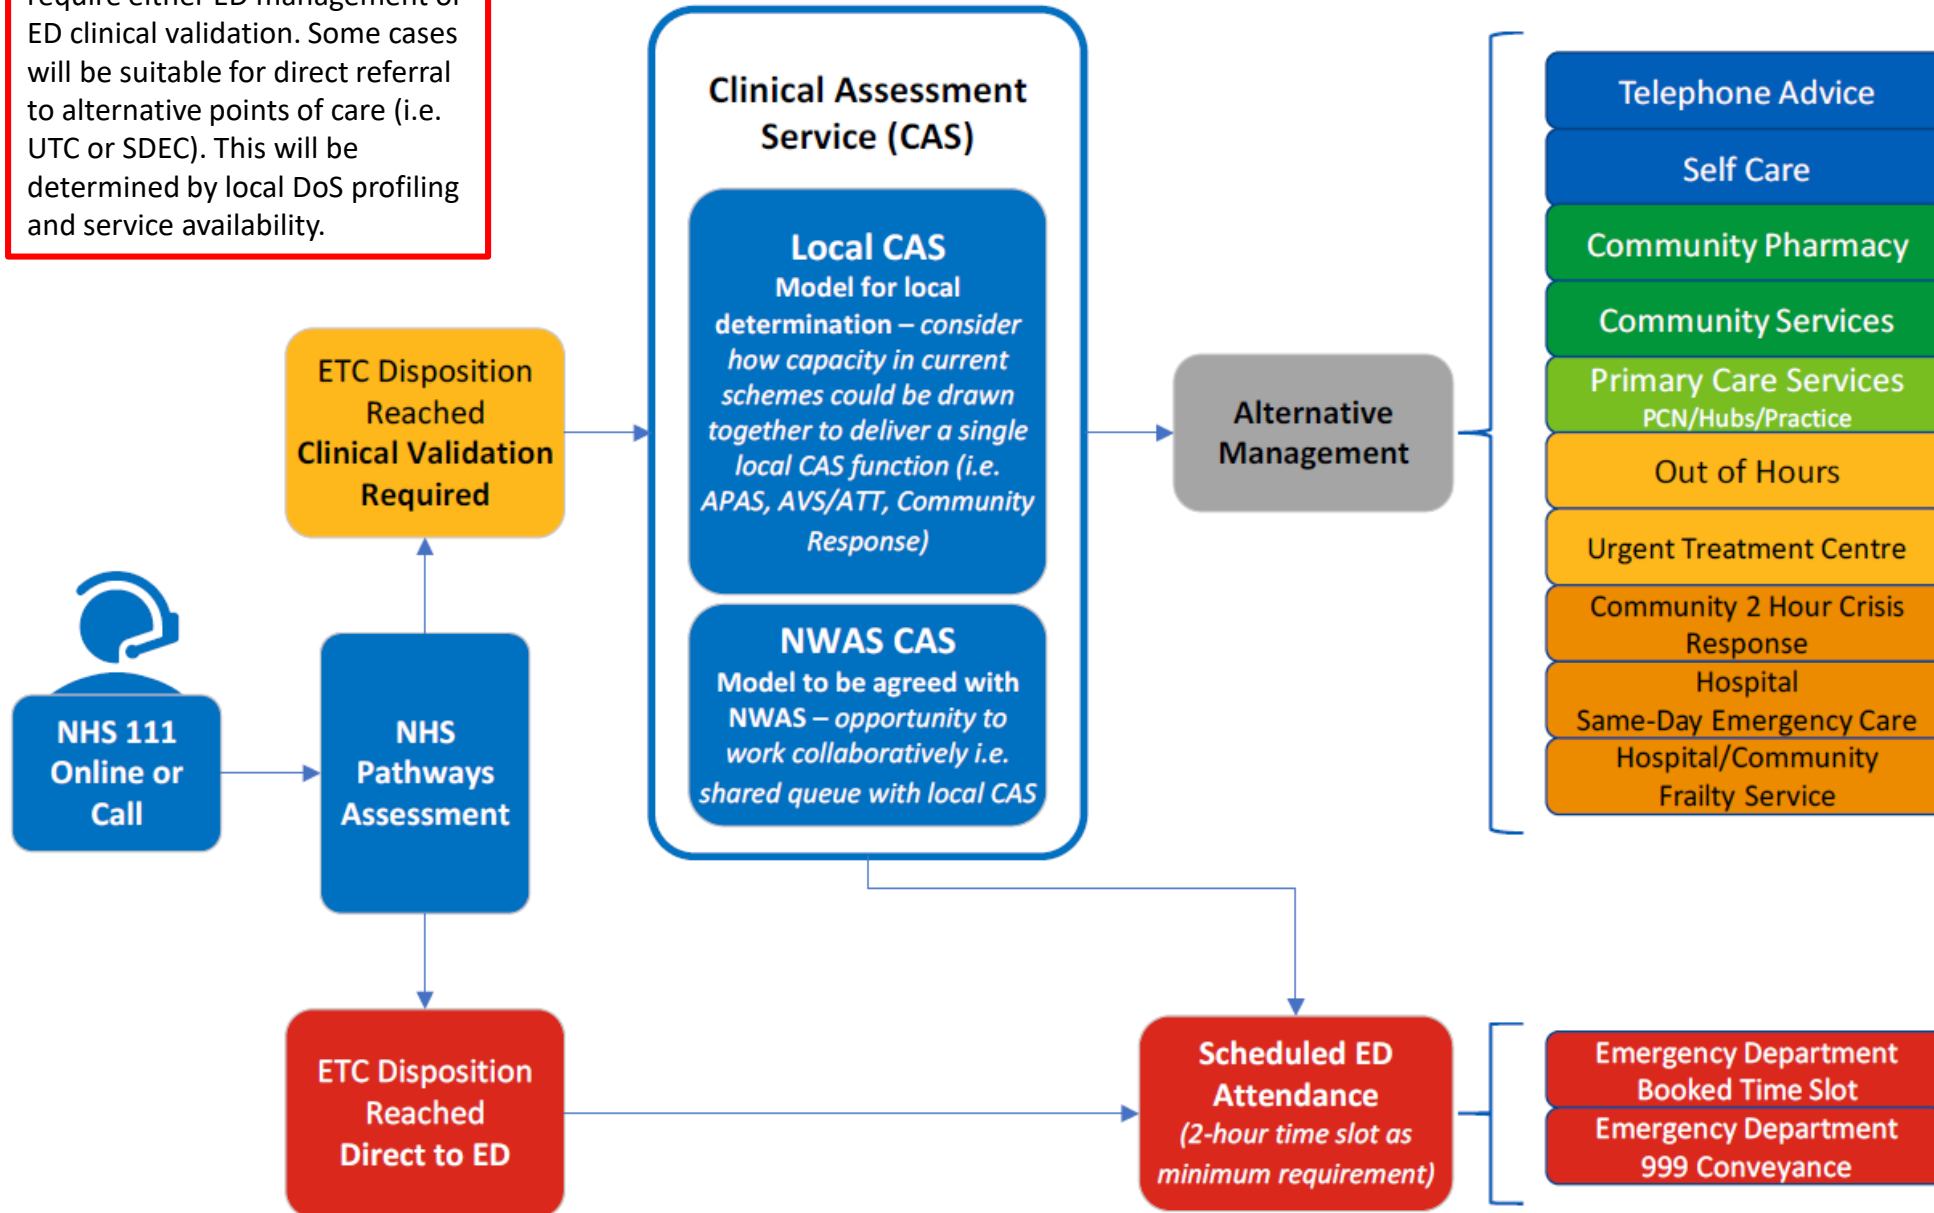 require either ED management or
ED clinical validation. Some cases
will be suitable for direct referral
to alternative points of care (i.e.
UTC or SDEC). This will be
determined by local DoS profiling
and service availability.
NHS 111
Online or
Call
NHS
Pathways
Assessment
ETC Disposition
Reached
Clinical Validation
Required
ETC Disposition
Reached
Direct to ED
Clinical Assessment
Service (CAS)
Local CAS
Model for local
determination – consider
how capacity in current
schemes could be drawn
together to deliver a single
local CAS function (i.e.
APAS, AVS/ATT, Community
Response)
NWAS CAS
Model to be agreed with
NWAS – opportunity to
work collaboratively i.e.
shared queue with local CAS
Alternative
Management
Telephone Advice
Self Care
Community Pharmacy
Community Services
Primary Care Services
PCN/Hubs/Practice
Out of Hours
Urgent Treatment Centre
Community 2 Hour Crisis
Response
Hospital
Same-Day Emergency Care
Hospital/Community
Frailty Service
Scheduled ED
Attendance
(2-hour time slot as
minimum requirement)
Emergency Department
Booked Time Slot
Emergency Department
999 Conveyance